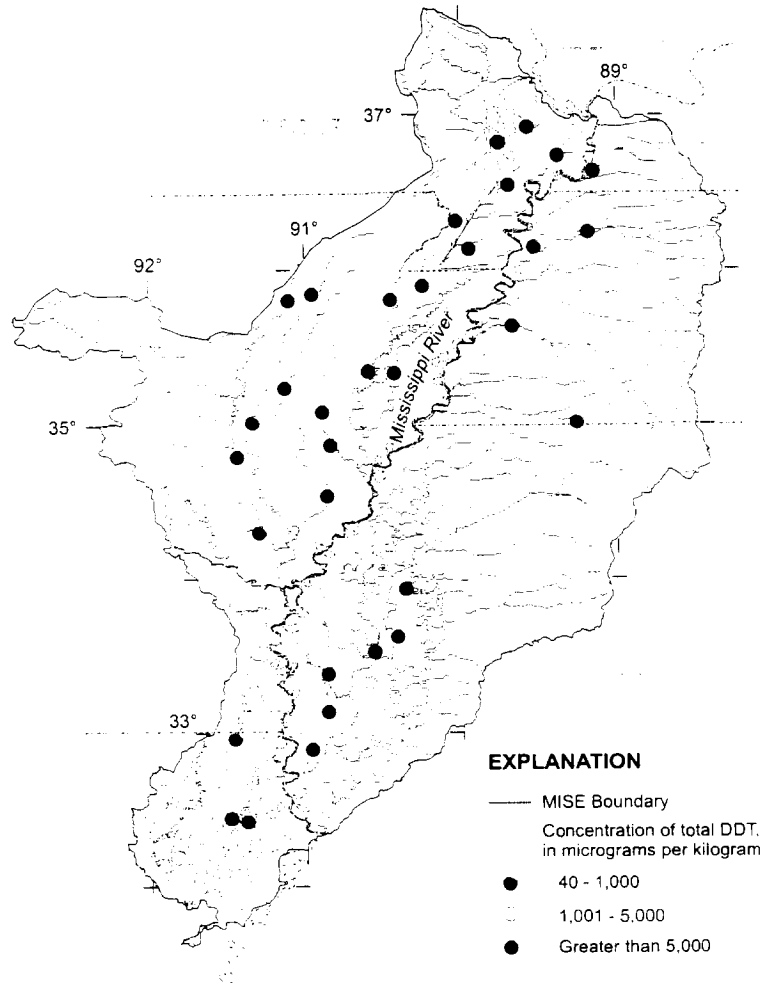 89°
37°
91°
92°
Mississippi River
35°
33°
EXPLANATION
MISE Boundary
Concentration of total DDT,
in micrograms per kilogram
40 - 1,000
1,001 - 5,000
Greater than 5,000